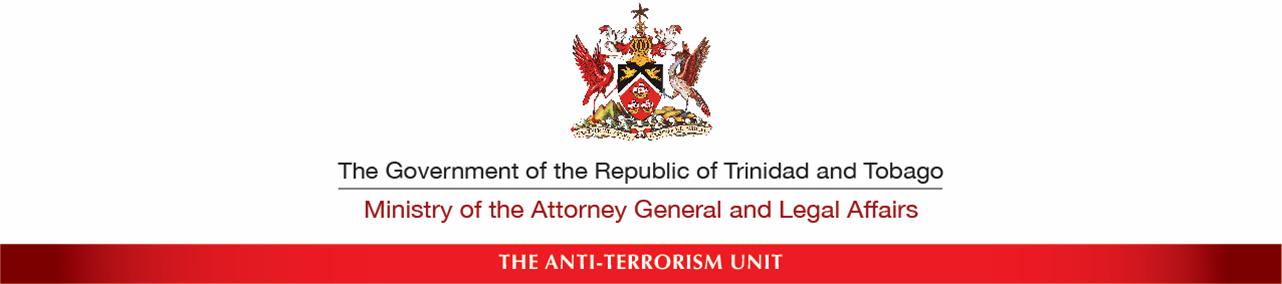 The Government of the Republic of Trinidad and Tobago
Ministry of the Attorney General and Legal Affairs
THE ANTI-TERRORISM UNIT